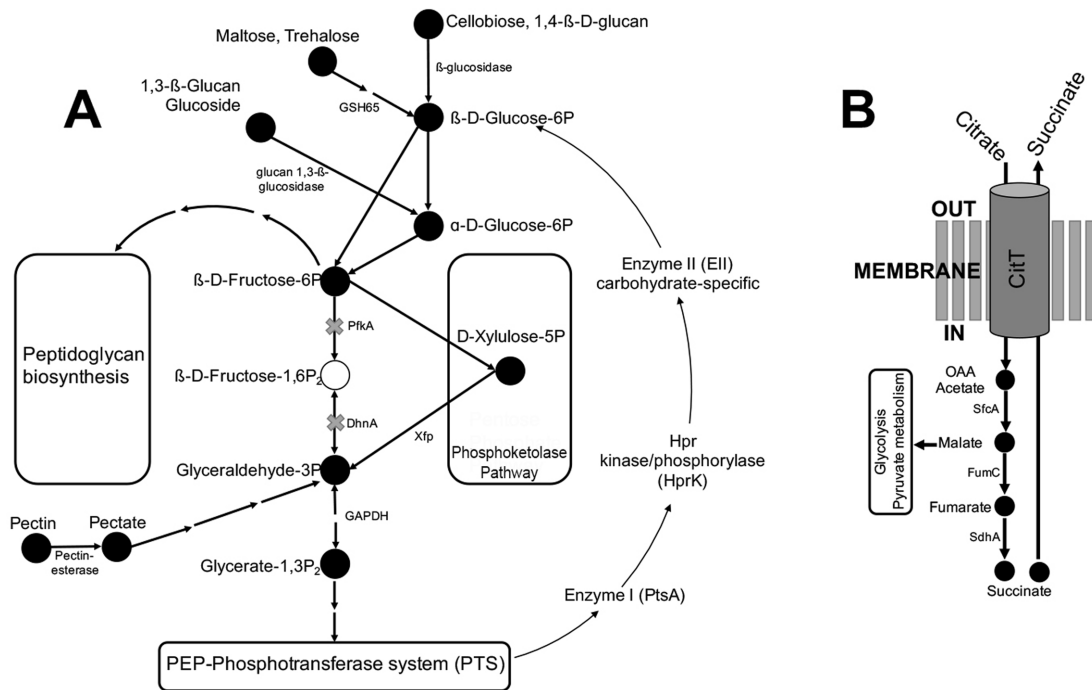 A
Maltose, Trehalose
Cellobiose, 1,4-ß-D-glucan
ß-glucosidase
1,3-ß-Glucan
Glucoside
GSH65
ß-D-Glucose-6P
glucan 1,3-ß-
glucosidase
α-D-Glucose-6P
ß-D-Fructose-6P
Enzyme II (EII)
carbohydrate-specific
PfkA
D-Xylulose-5P
Peptidoglycan
biosynthesis
ß-D-Fructose-1,6P₂
DhnA
Xfp
Phosphoketolase
Pathway
Hpr
kinase/phosphorylase
(HprK)
Glyceraldehyde-3P
GAPDH
Pectin
Pectate
Pectin-
esterase
Glycerate-1,3P₂
Enzyme I (PtsA)
PEP-Phosphotransferase system (PTS)
B
Citrate
Succinate
OUT
MEMBRANE
CitT
IN
OAA
Acetate
SfcA
Glycolysis
Pyruvate metabolism
Malate
FumC
Fumarate
SdhA
Succinate